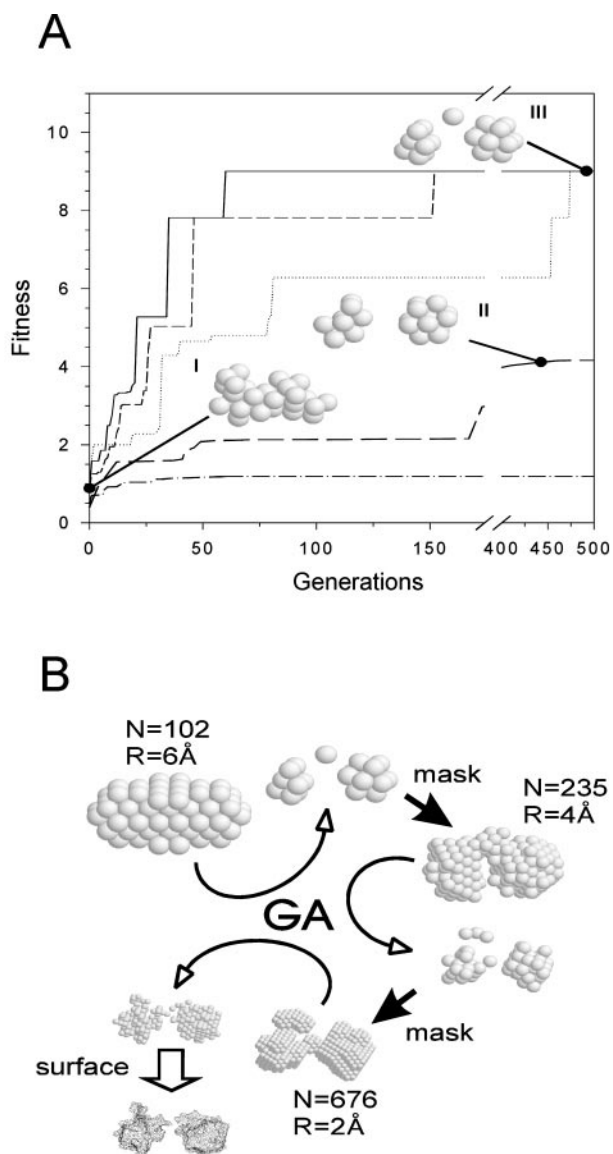 A
10
8
6
4
2
0
Fitness
I
II
III
0
50
100
150
400
450
500
Generations
B
N=102
R=6Å
mask
N=235
R=4Å
GA
mask
N=676
R=2Å
surface